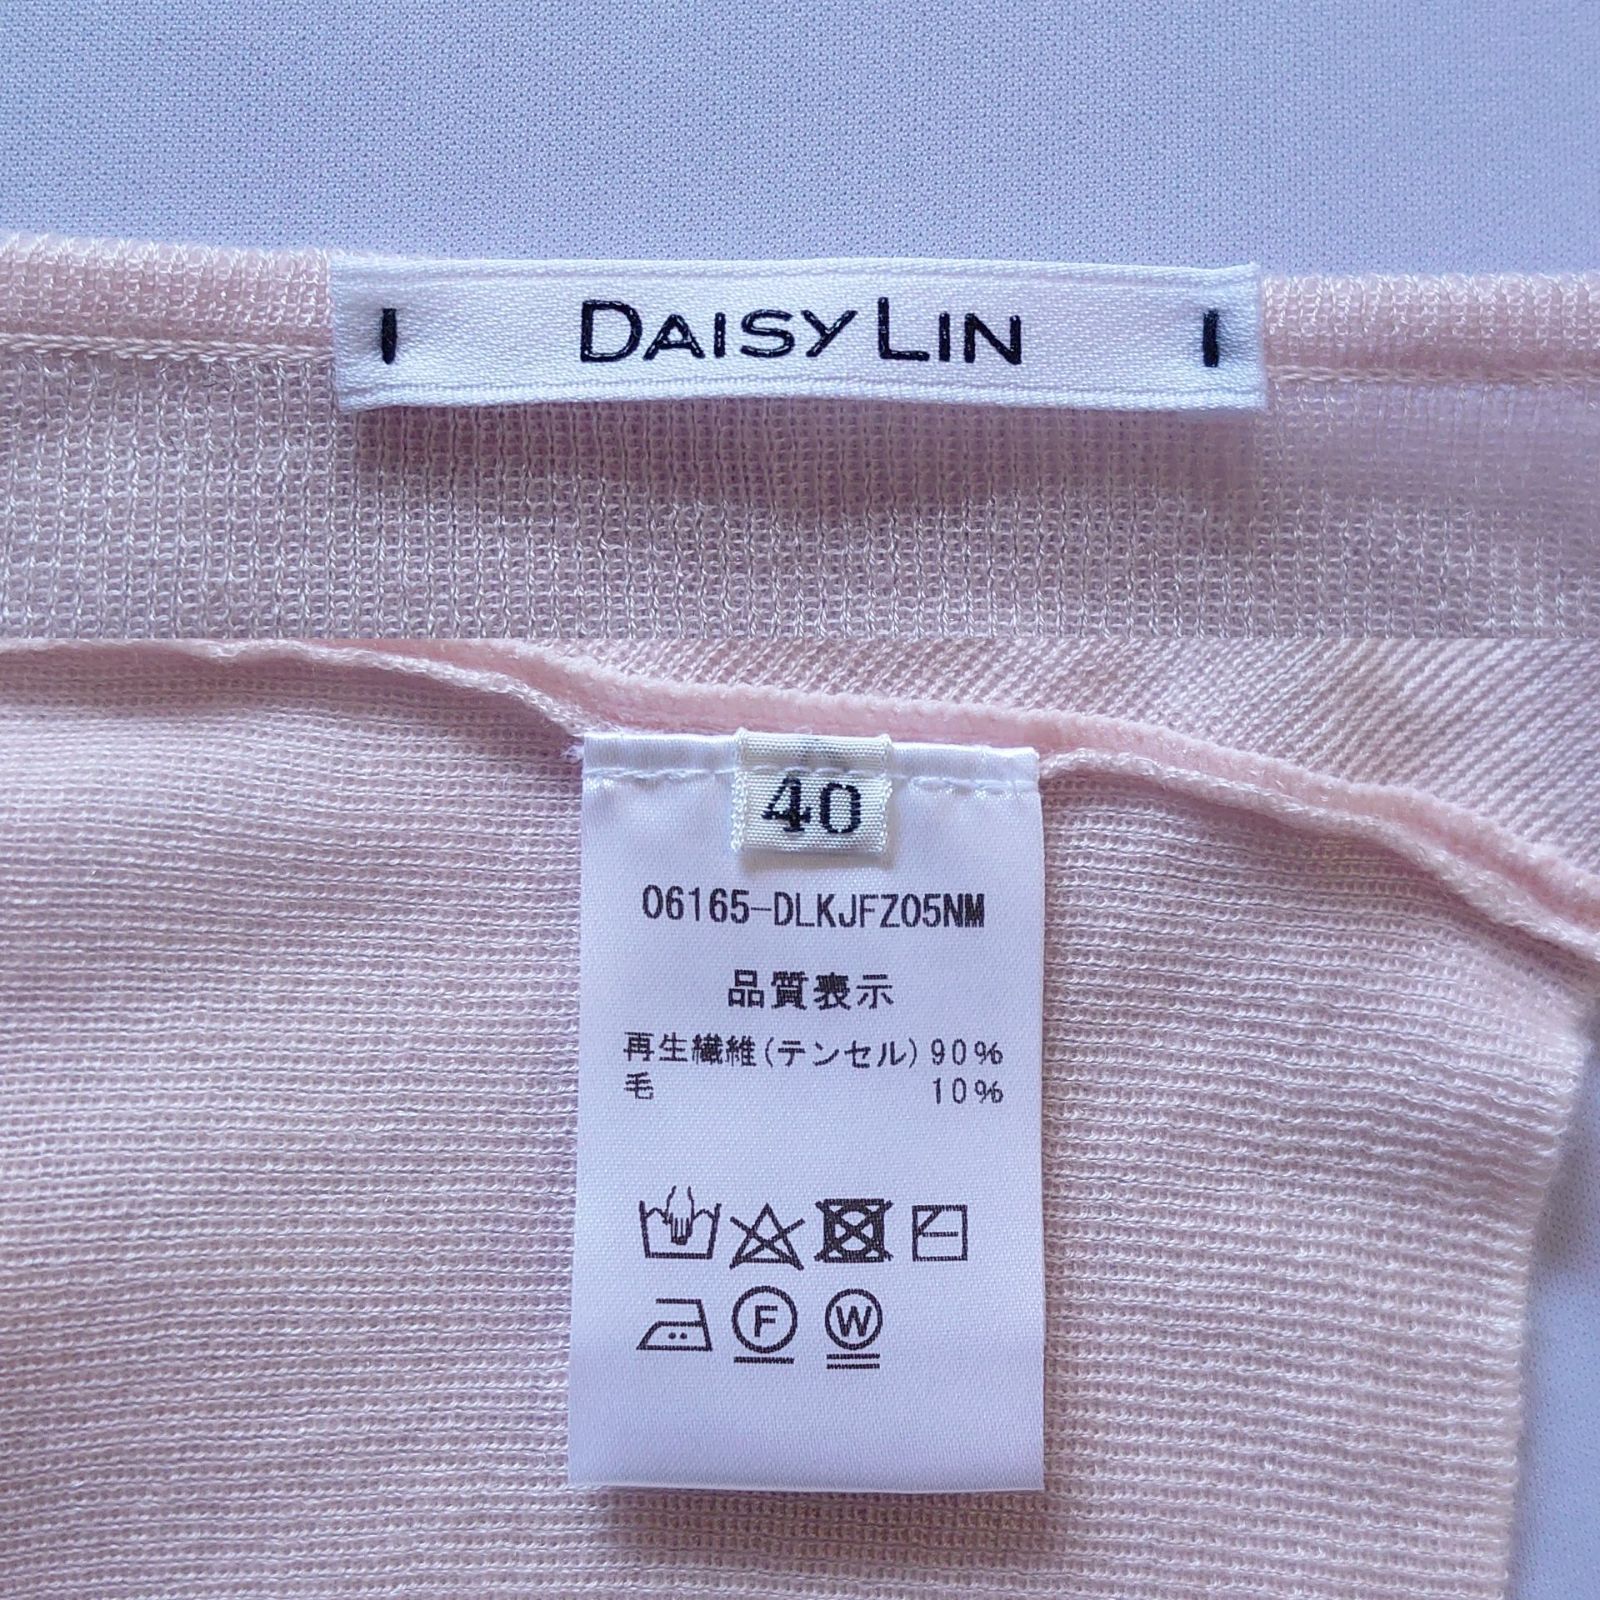 DAISY LIN
40
06165-DLKJFZ05NM
品質表示
再生繊維(テンセル) 90%
毛 10%
F W